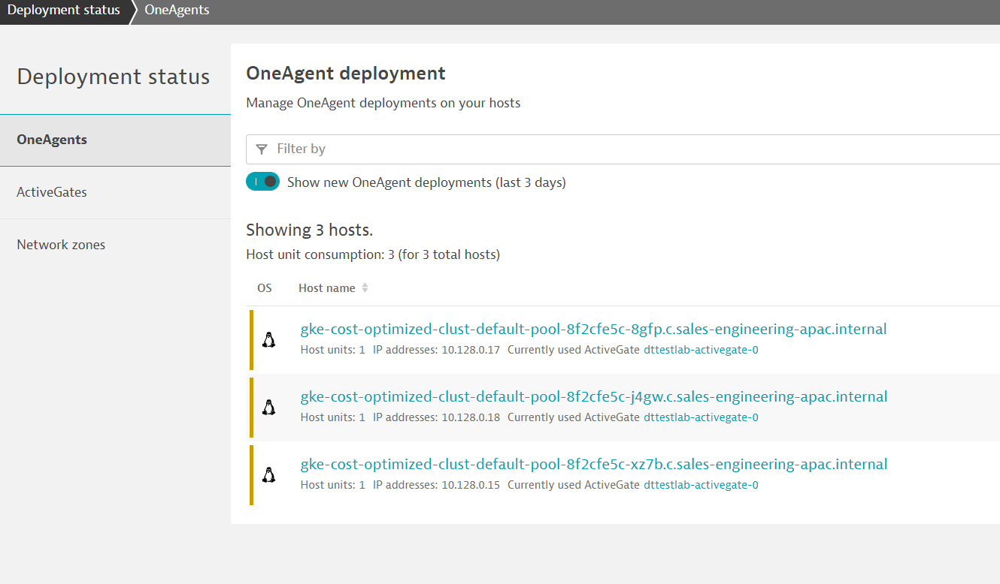 Deployment status OneAgents
Deployment status
OneAgents
ActiveGates
Network zones
OneAgent deployment
Manage OneAgent deployments on your hosts
Filter by
Show new OneAgent deployments (last 3 days)
Showing 3 hosts.
Host unit consumption: 3 (for 3 total hosts)
OS Host name
gke-cost-optimized-clust-default-pool-8f2cfe5c-8gfp.c.sales-engineering-apac.internal
Host units: 1 IP addresses: 10.128.0.17 Currently used ActiveGate dttestlab-activegate-0
gke-cost-optimized-clust-default-pool-8f2cfe5c-j4gw.c.sales-engineering-apac.internal
Host units: 1 IP addresses: 10.128.0.18 Currently used ActiveGate dttestlab-activegate-0
gke-cost-optimized-clust-default-pool-8f2cfe5c-xz7b.c.sales-engineering-apac.internal
Host units: 1 IP addresses: 10.128.0.15 Currently used ActiveGate dttestlab-activegate-0